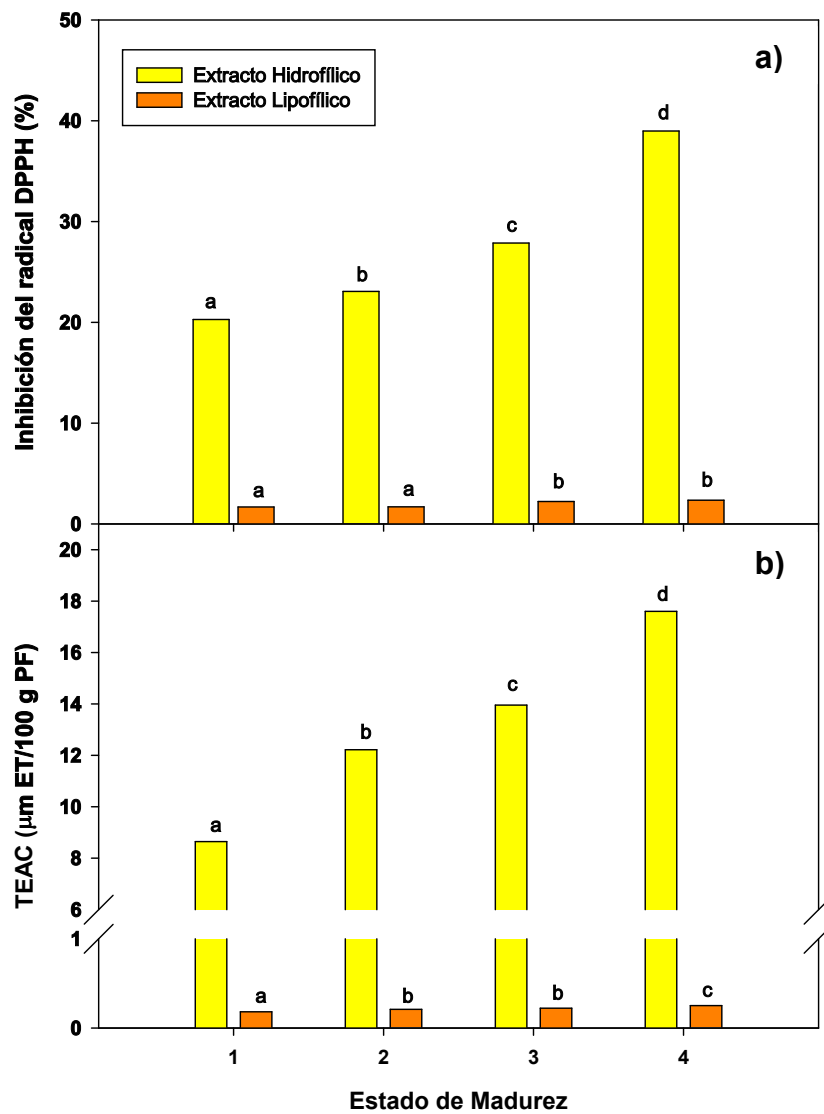 50
a)
Extracto Hidrofílico
Extracto Lipofílico
40
d
30
c
b
20
a
10
b
b
a
a
0
Inhibición del radical DPPH (%)
20
b)
18
d
16
14
c
12
b
10
a
8
6
1
a
b
b
c
0
TEAC (μm ET/100 g PF)
1 2 3 4
Estado de Madurez